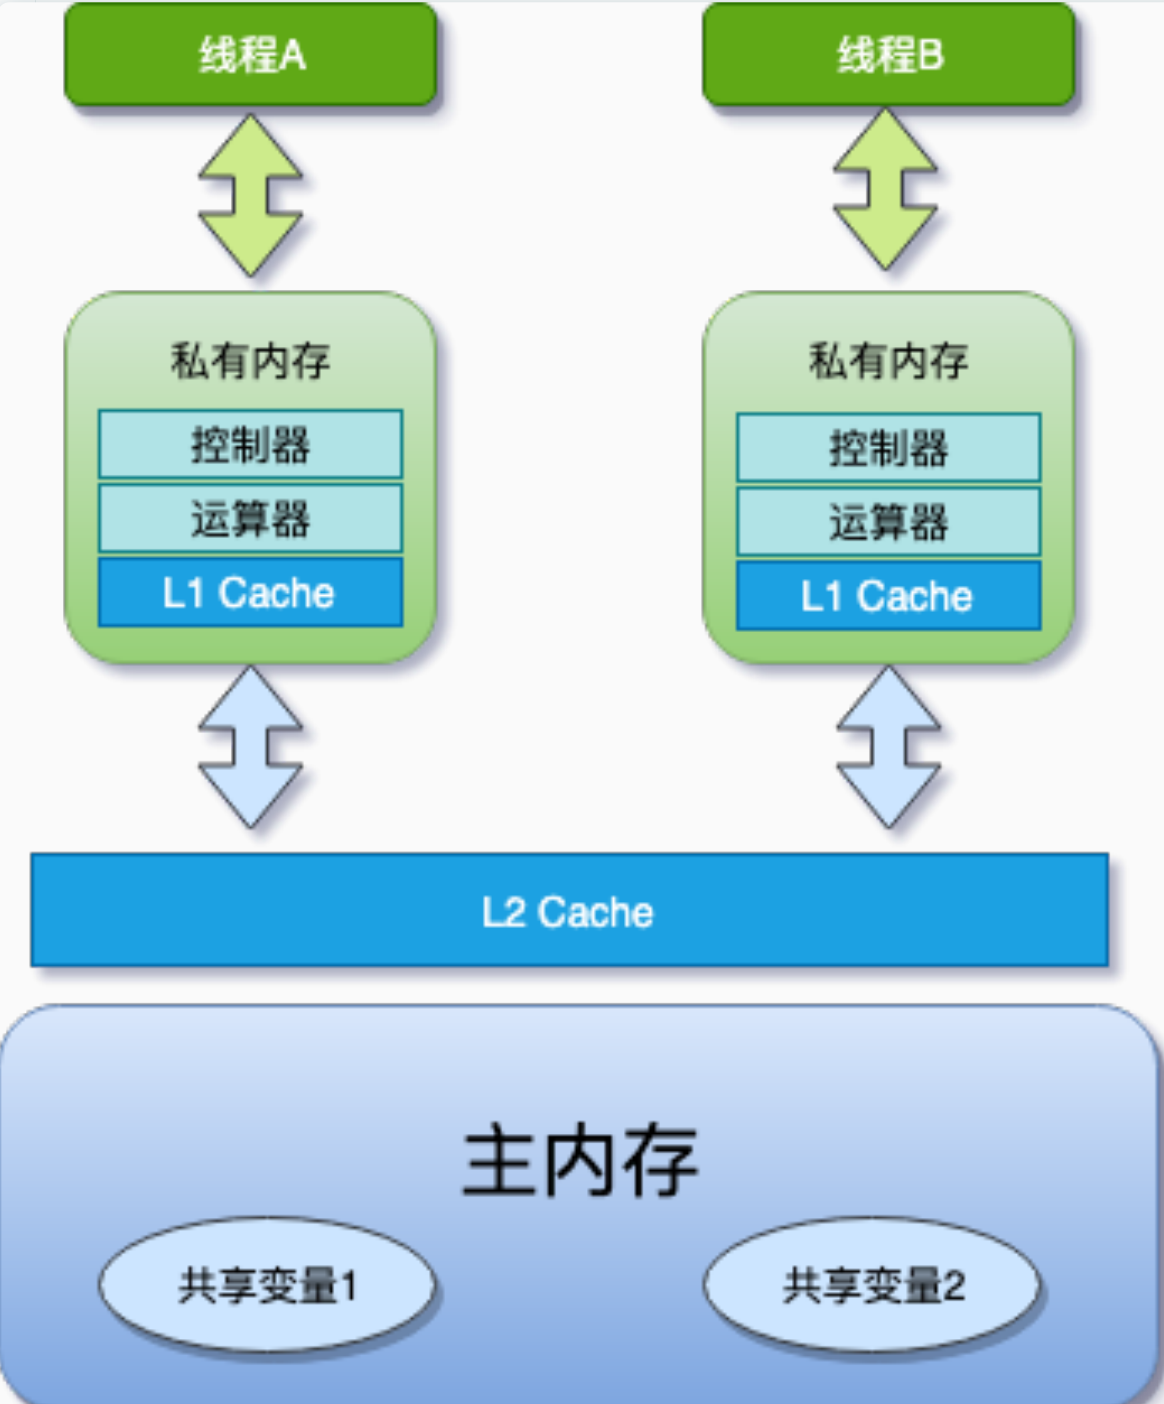 线程A
线程B
私有内存
控制器
运算器
L1 Cache
私有内存
控制器
运算器
L1 Cache
L2 Cache
主内存
共享变量1
共享变量2